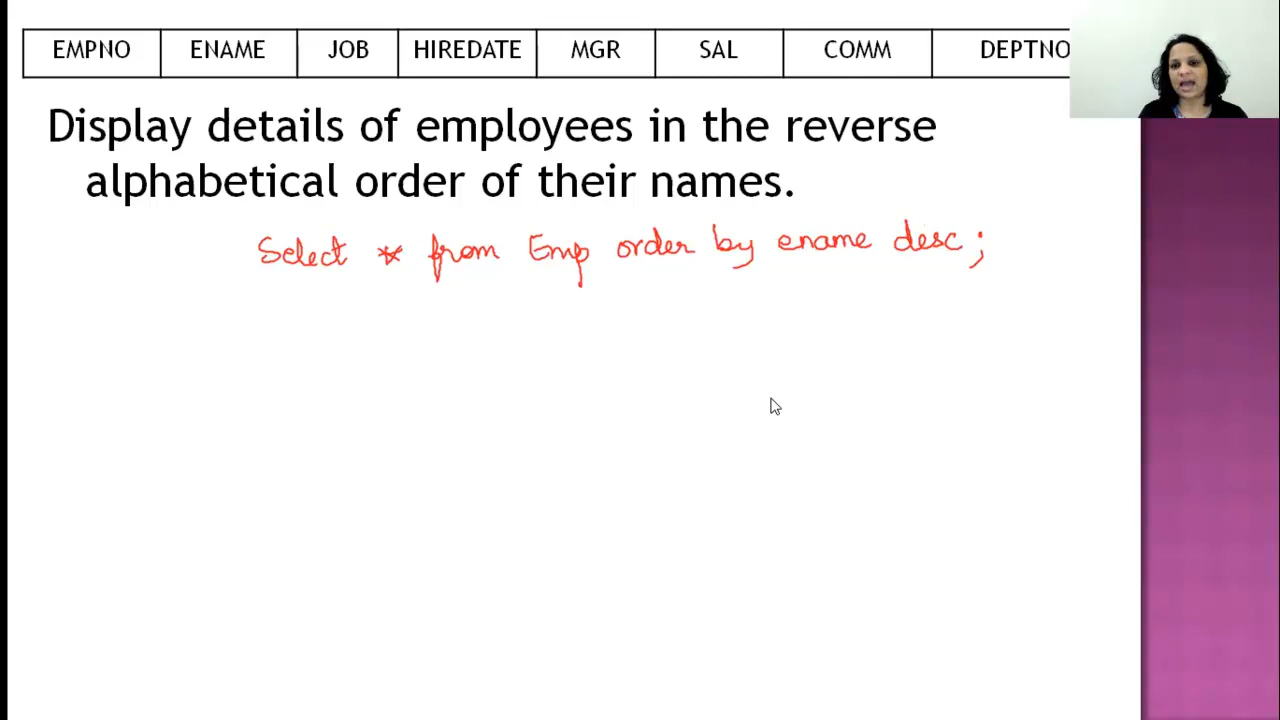 EMPNO ENAME JOB HIREDATE MGR SAL COMM DEPTNO
Display details of employees in the reverse
alphabetical order of their names.
Select * from Emp order by ename desc;